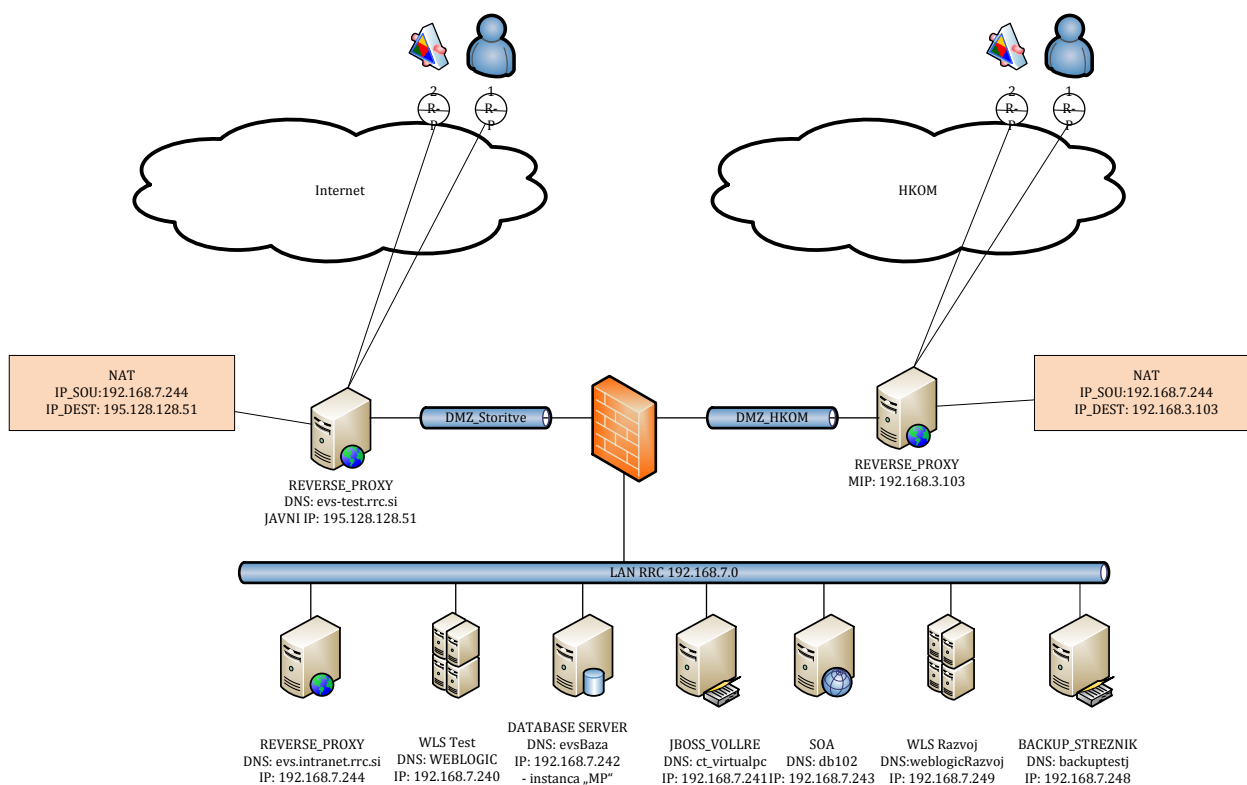 2
R-
P
1
R-
P
2
R-
P
1
R-
P
Internet
HKOM
NAT
IP_SOU:192.168.7.244
IP_DEST: 195.128.128.51
NAT
IP_SOU:192.168.7.244
IP_DEST: 192.168.3.103
DMZ_Storitve
DMZ_HKOM
REVERSE_PROXY
DNS: evs-test.rrc.si
JAVNI IP: 195.128.128.51
REVERSE_PROXY
MIP: 192.168.3.103
LAN RRC 192.168.7.0
REVERSE_PROXY
DNS: evs.intranet.rrc.si
IP: 192.168.7.244
WLS Test
DNS: WEBLOGIC
IP: 192.168.7.240
DATABASE SERVER
DNS: evsBaza
IP: 192.168.7.242
- instanca „MP“
JBOSS_VOLLRE
DNS: ct_virtualpc
IP: 192.168.7.241
SOA
DNS: db102
IP: 192.168.7.243
WLS Razvoj
DNS:weblogicRazvoj
IP: 192.168.7.249
BACKUP_STREZNIK
DNS: backuptestj
IP: 192.168.7.248